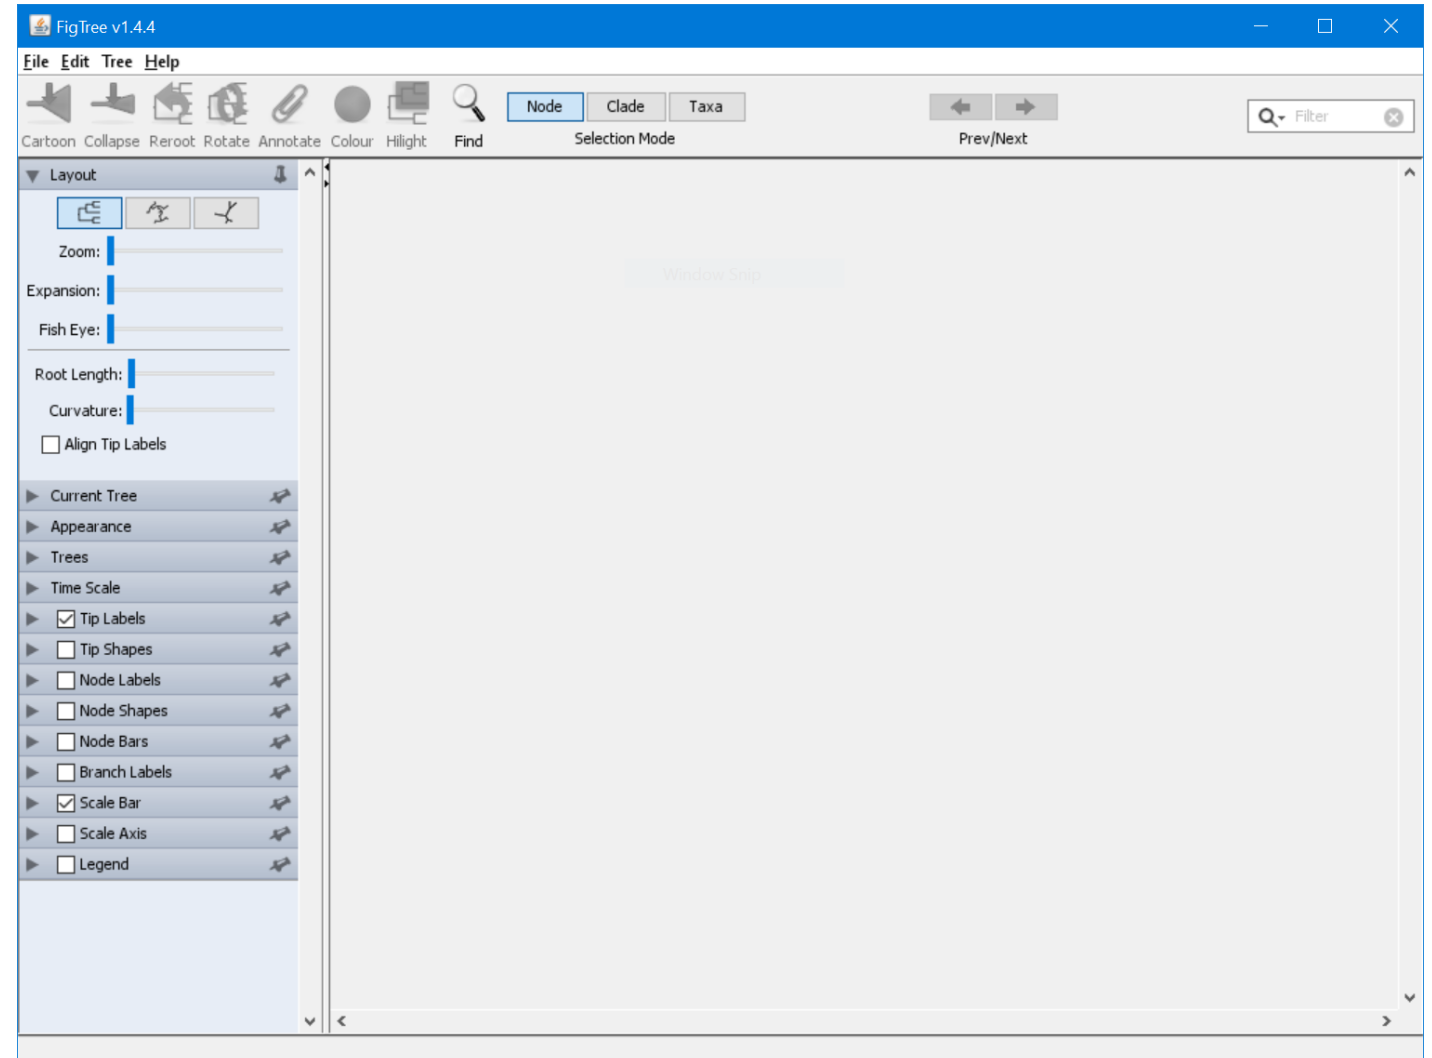 FigTree v1.4.4
File Edit Tree Help
Cartoon Collapse Reroot Rotate Annotate Colour Hilight Find
Node Clade Taxa
Selection Mode
Prev/Next
Filter
Layout
Zoom:
Expansion:
Fish Eye:
Root Length:
Curvature:
Align Tip Labels
Current Tree
Appearance
Trees
Time Scale
Tip Labels
Tip Shapes
Node Labels
Node Shapes
Node Bars
Branch Labels
Scale Bar
Scale Axis
Legend
Window Snip